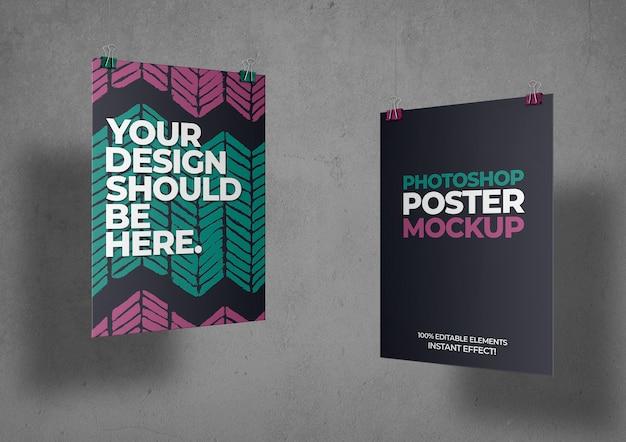 YOUR
DESIGN
SHOULD
BE
HERE.
PHOTOSHOP
POSTER
MOCKUP
100% EDITABLE ELEMENTS
INSTANT EFFECT!